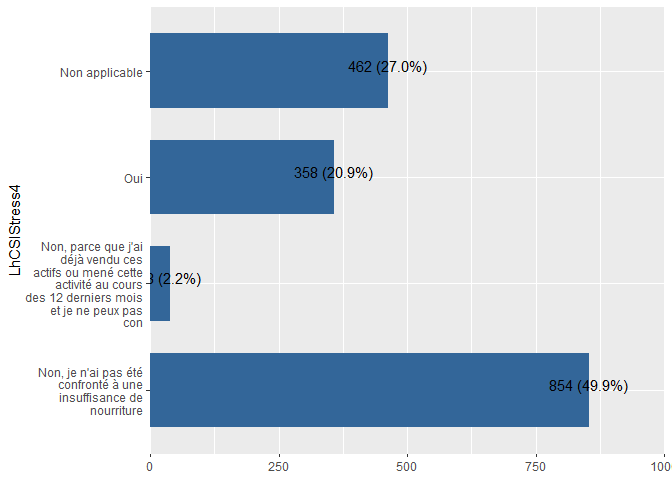 LhCSIStress4
Non applicable
462 (27.0%)
Oui
358 (20.9%)
Non, parce que j'ai
déjà vendu ces
actifs ou mené cette
activité au cours
des 12 derniers mois
et je ne peux pas
con
(2.2%)
Non, je n'ai pas été
confronté à une
insuffisance de
nourriture
854 (49.9%)
0
250
500
750